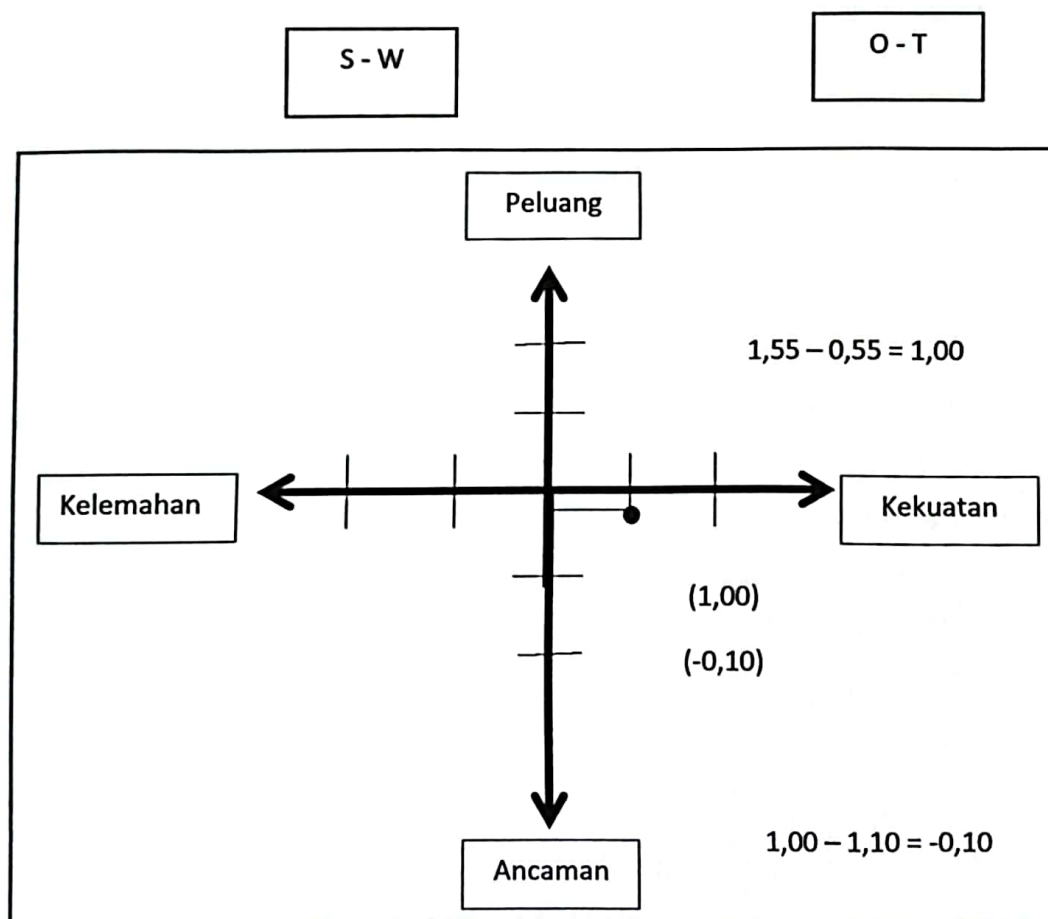 S - W
O - T
Peluang
1,55 – 0,55 = 1,00
Kelemahan
Kekuatan
(1,00)
(-0,10)
Ancaman
1,00 – 1,10 = -0,10